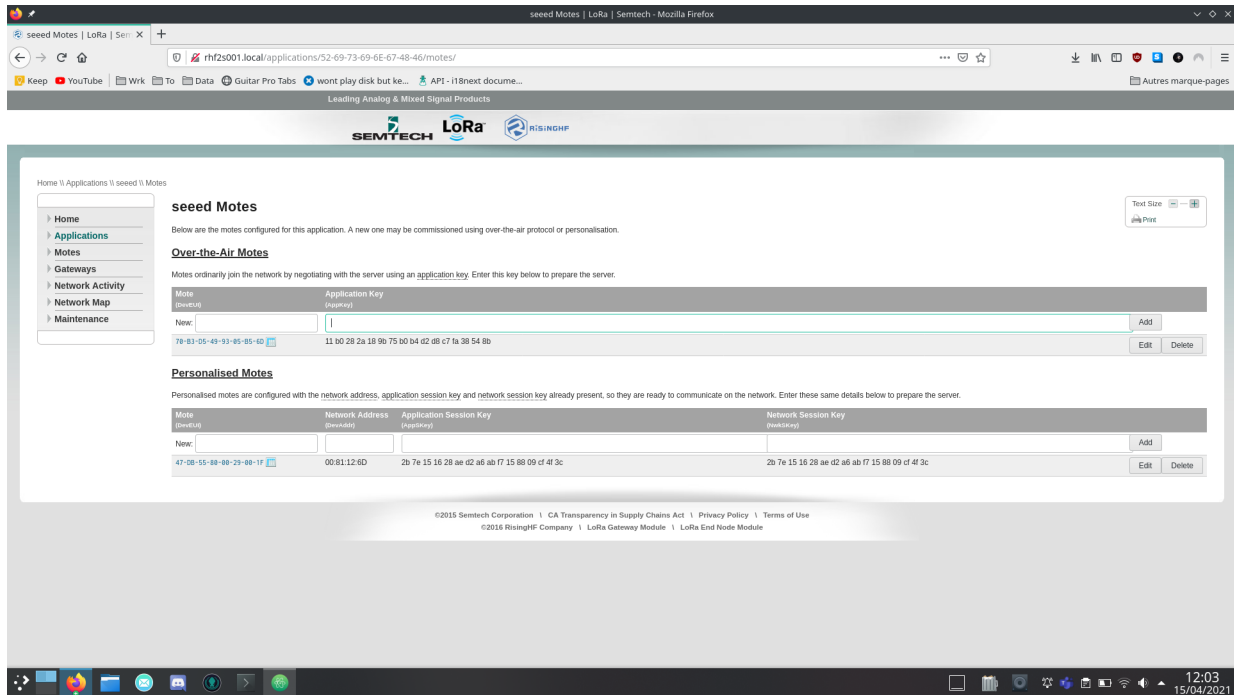 seeed Motes | LoRa | Semtech - Mozilla Firefox
seeed Motes | LoRa | Sem
rhf2s001.local/applications/52-69-73-69-6E-67-48-46/motes/
Keep YouTube Wrk To Data Guitar Pro Tabs wont play disk but ke... API - i18next docume... Autres marque-pages
Leading Analog & Mixed Signal Products
SEMTECH LoRa RiSiNGHF
Home \\ Applications \\ seeed \\ Motes
Home
Applications
Motes
Gateways
Network Activity
Network Map
Maintenance
Text Size
Print
seeed Motes
Below are the motes configured for this application. A new one may be commissioned using over-the-air protocol or personalisation.
Over-the-Air Motes
Motes ordinarily join the network by negotiating with the server using an application key. Enter this key below to prepare the server.
Mote Application Key
(DevEUI) (AppKey)
New: Add
70-B3-D5-49-93-05-B5-6D 11 b0 28 2a 18 9b 75 b0 b4 d2 d8 c7 fa 38 54 8b Edit Delete
Personalised Motes
Personalised motes are configured with the network address, application session key and network session key already present, so they are ready to communicate on the network. Enter these same details below to prepare the server.
Mote Network Address Application Session Key Network Session Key
(DevEUI) (DevAddr) (AppSKey) (NwkSKey)
New: Add
47-DB-55-80-00-29-00-1F 00:81:12:6D 2b 7e 15 16 28 ae d2 a6 ab f7 15 88 09 cf 4f 3c 2b 7e 15 16 28 ae d2 a6 ab f7 15 88 09 cf 4f 3c Edit Delete
©2015 Semtech Corporation \ CA Transparency in Supply Chains Act \ Privacy Policy \ Terms of Use
©2016 RisingHF Company \ LoRa Gateway Module \ LoRa End Node Module
12:03
15/04/2021